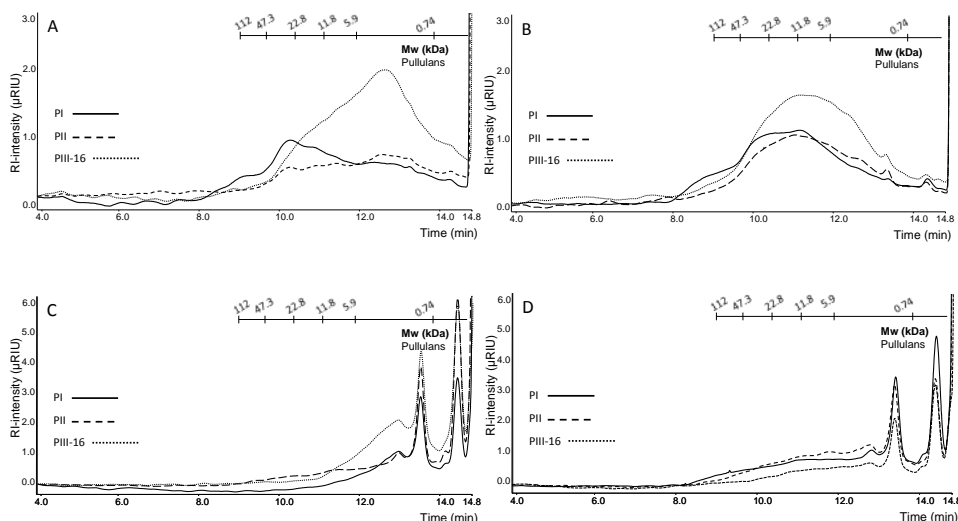 A
3.0
112 47.3 22.8 11.8 5.9 0.74
Mw (kDa)
Pullulans
2.0
RI-intensity (µRIU)
PI
PII
PIII-16
1.0
0.0
4.0 6.0 8.0 10.0 12.0 14.0 14.8
Time (min)
B
3.0
112 47.3 22.8 11.8 5.9 0.74
Mw (kDa)
Pullulans
2.0
RI-intensity (µRIU)
PI
PII
PIII-16
1.0
0.0
4.0 6.0 8.0 10.0 12.0 14.0 14.8
Time (min)
C
6.0
112 47.3 22.8 11.8 5.9 0.74
5.0
Mw (kDa)
Pullulans
4.0
RI-intensity (µRIU)
3.0
PI
2.0
PII
1.0
PIII-16
0.0
4.0 6.0 8.0 10.0 12.0 14.0 14.8
Time (min)
D
6.0
112 47.3 22.8 11.8 5.9 0.74
5.0
Mw (kDa)
Pullulans
4.0
RI-intensity (µRIU)
3.0
PI
2.0
PII
1.0
PIII-16
0.0
4.0 6.0 8.0 10.0 12.0 14.0 14.8
Time (min)